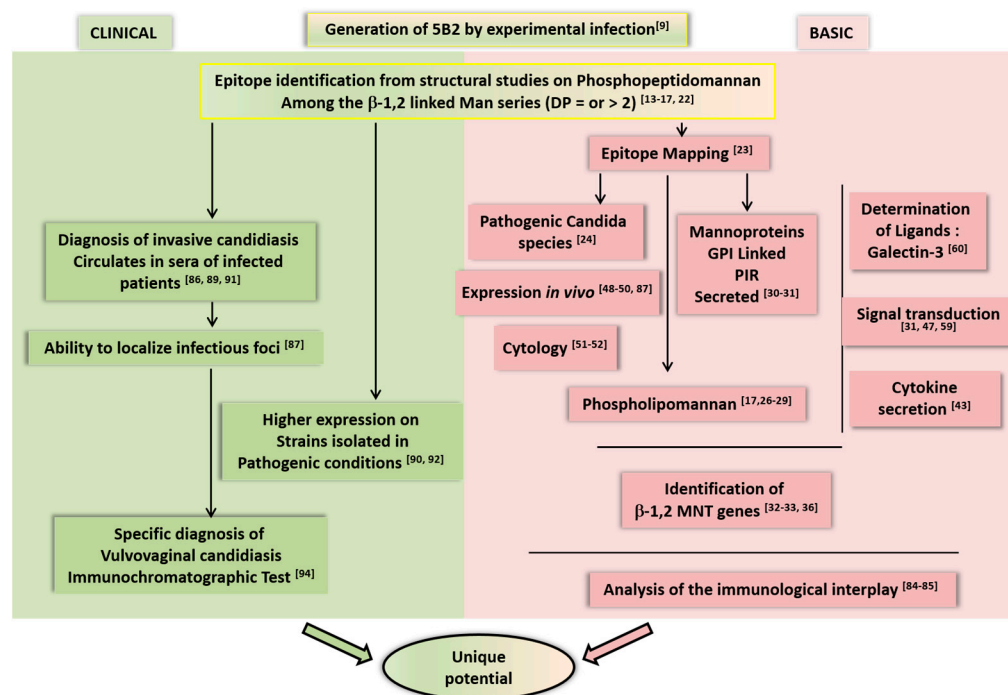 CLINICAL
Generation of 5B2 by experimental infection[9]
BASIC
Epitope identification from structural studies on Phosphopeptidomannan
Among the β-1,2 linked Man series (DP = or > 2) [13-17, 22]
Epitope Mapping [23]
Diagnosis of invasive candidiasis
Circulates in sera of infected
patients [86, 89, 91]
Ability to localize infectious foci [87]
Higher expression on
Strains isolated in
Pathogenic conditions [90, 92]
Specific diagnosis of
Vulvovaginal candidiasis
Immunochromatographic Test [94]
Pathogenic Candida
species [24]
Expression in vivo [48-50, 87]
Cytology [51-52]
Mannoproteins
GPI Linked
PIR
Secreted [30-31]
Phospholipomannan [17,26-29]
Determination
of Ligands :
Galectin-3 [60]
Signal transduction
[31, 47, 59]
Cytokine
secretion [43]
Identification of
β-1,2 MNT genes [32-33, 36]
Analysis of the immunological interplay [84-85]
Unique
potential